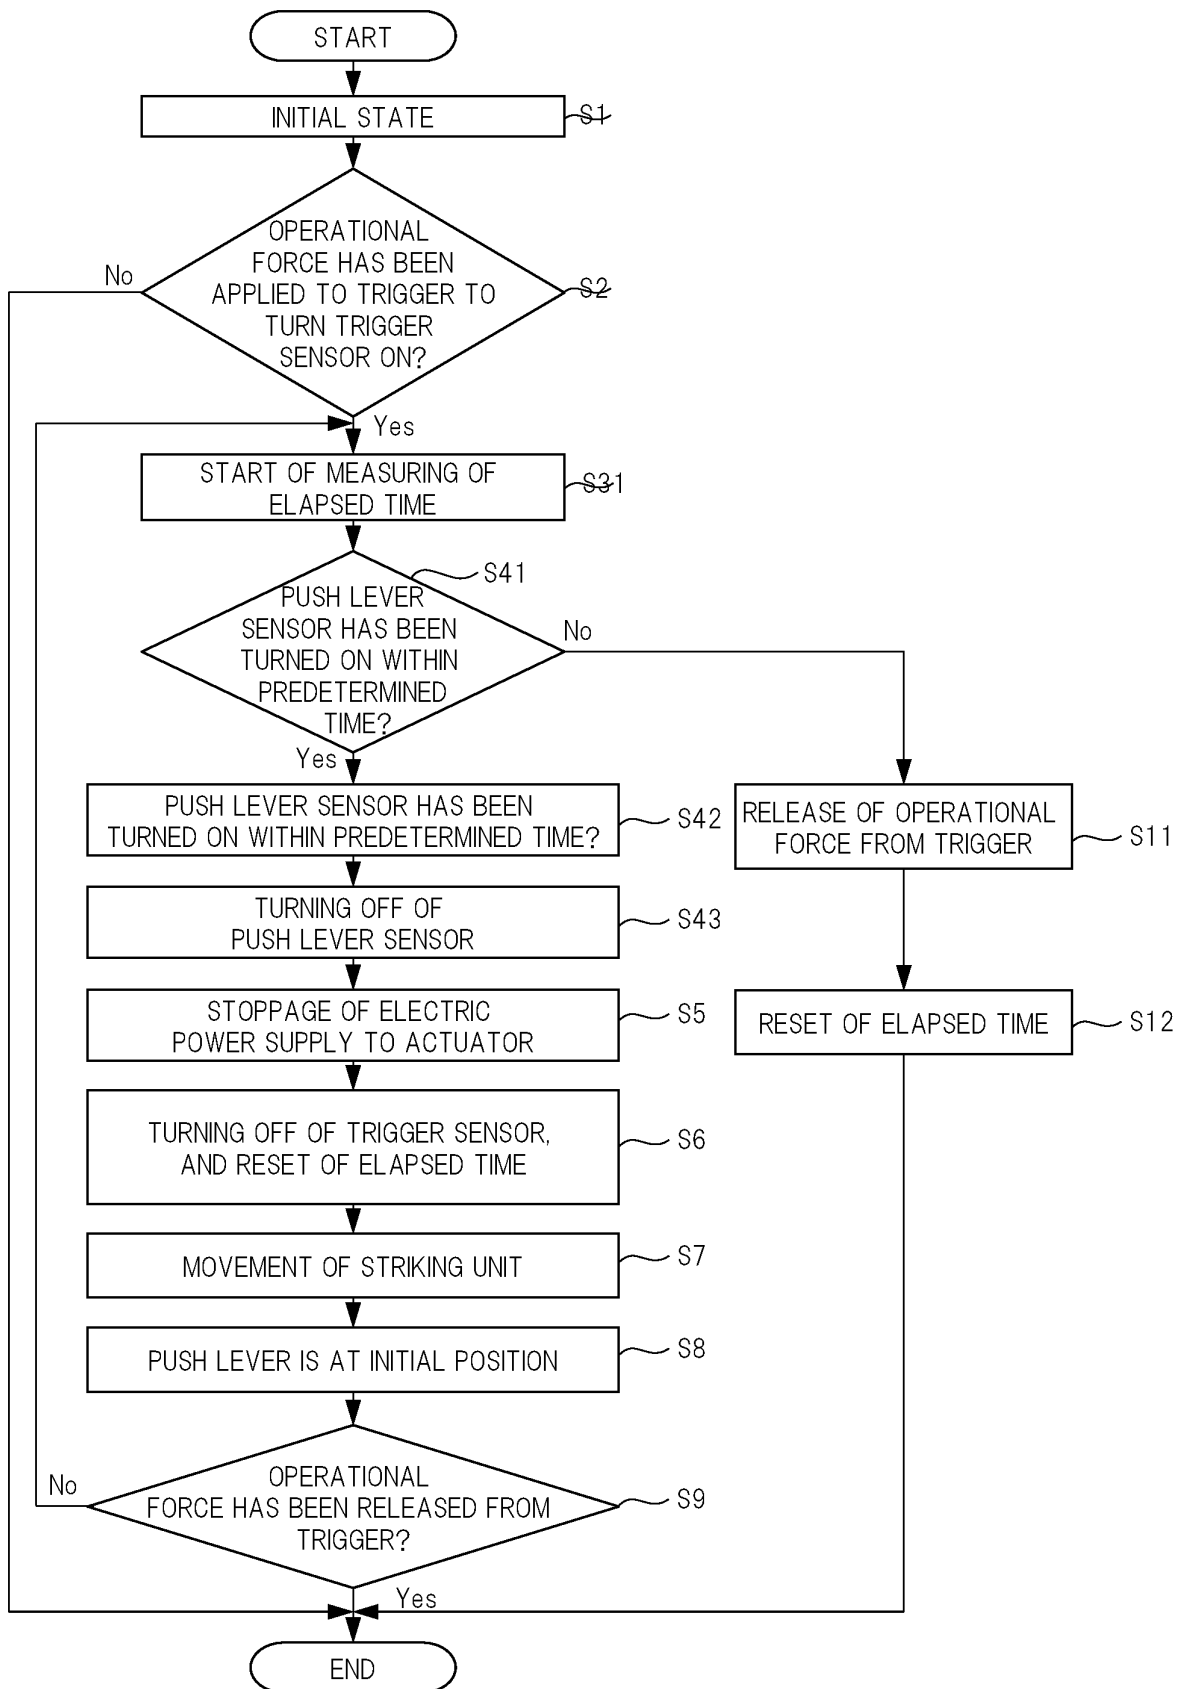 START
INITIAL STATE
S1
OPERATIONAL
FORCE HAS BEEN
APPLIED TO TRIGGER TO
TURN TRIGGER
SENSOR ON?
S2
No
Yes
START OF MEASURING OF
ELAPSED TIME
S31
S41
PUSH LEVER
SENSOR HAS BEEN
TURNED ON WITHIN
PREDETERMINED
TIME?
No
Yes
PUSH LEVER SENSOR HAS BEEN
TURNED ON WITHIN PREDETERMINED TIME?
S42
RELEASE OF OPERATIONAL
FORCE FROM TRIGGER
S11
TURNING OFF OF
PUSH LEVER SENSOR
S43
STOPPAGE OF ELECTRIC
POWER SUPPLY TO ACTUATOR
S5
RESET OF ELAPSED TIME
S12
TURNING OFF OF TRIGGER SENSOR,
AND RESET OF ELAPSED TIME
S6
MOVEMENT OF STRIKING UNIT
S7
PUSH LEVER IS AT INITIAL POSITION
S8
OPERATIONAL
FORCE HAS BEEN RELEASED FROM
TRIGGER?
S9
No
Yes
END